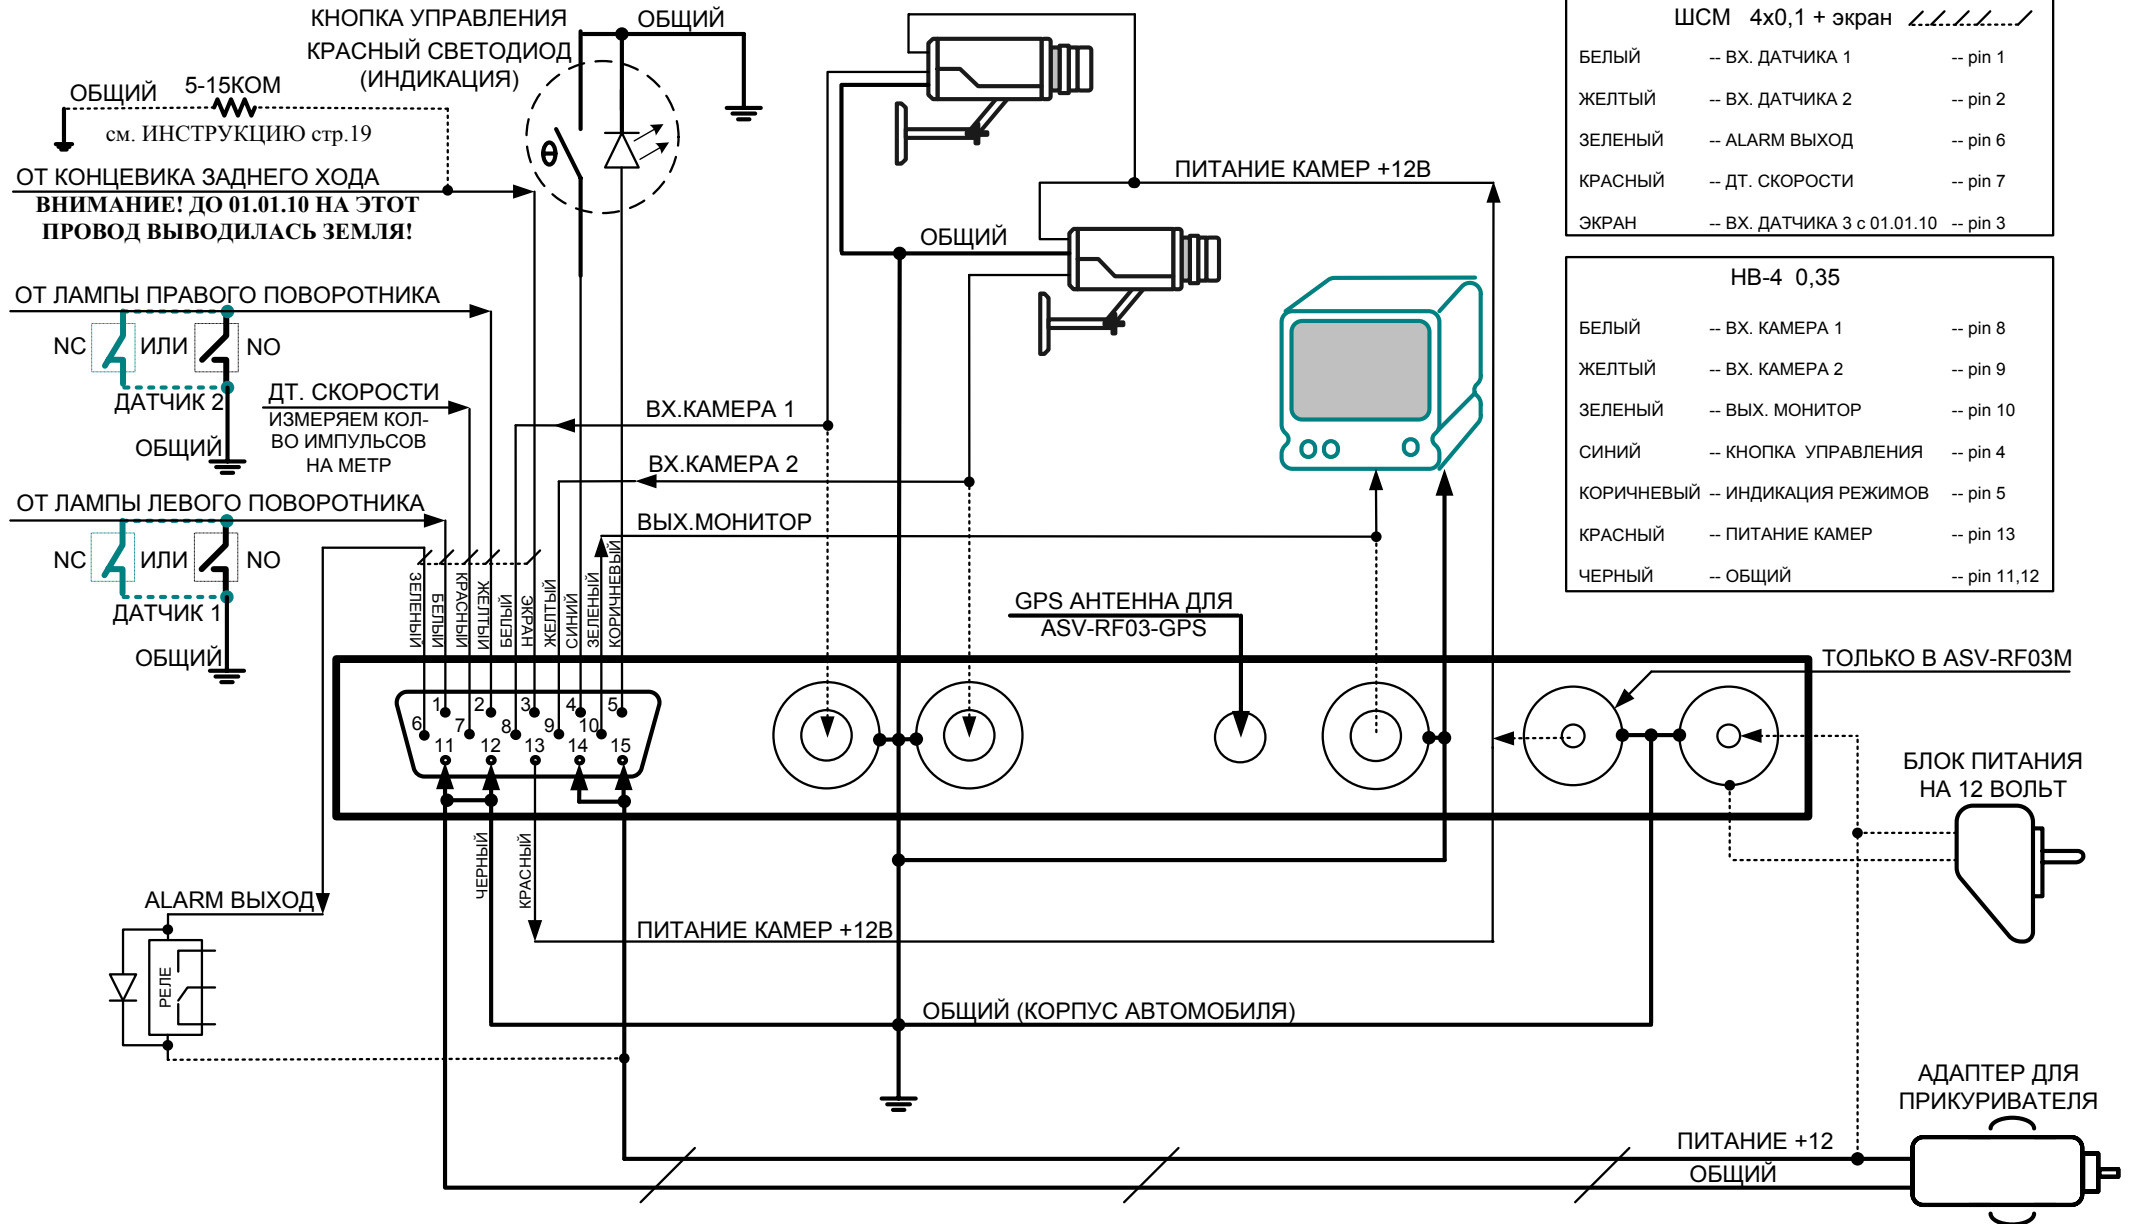 КНОПКА УПРАВЛЕНИЯ
КРАСНЫЙ СВЕТОДИОД
(ИНДИКАЦИЯ)
ОБЩИЙ
ОБЩИЙ
5-15КОМ
см. ИНСТРУКЦИЮ стр.19
ОТ КОНЦЕВИКА ЗАДНЕГО ХОДА
ВНИМАНИЕ! ДО 01.01.10 НА ЭТОТ
ПРОВОД ВЫВОДИЛАСЬ ЗЕМЛЯ!
ПИТАНИЕ КАМЕР +12В
ОБЩИЙ
ОТ ЛАМПЫ ПРАВОГО ПОВОРОТНИКА
NC
ИЛИ
NO
ДАТЧИК 2
ОБЩИЙ
ДТ. СКОРОСТИ
ИЗМЕРЯЕМ КОЛ-
ВО ИМПУЛЬСОВ
НА МЕТР
ОТ ЛАМПЫ ЛЕВОГО ПОВОРОТНИКА
NC
ИЛИ
NO
ДАТЧИК 1
ОБЩИЙ
ВХ.КАМЕРА 1
ВХ.КАМЕРА 2
ВЫХ.МОНИТОР
ЗЕЛЕНЫЙ
БЕЛЫЙ
КРАСНЫЙ
ЖЕЛТЫЙ
БЕЛЫЙ
ЭКРАН
ЖЕЛТЫЙ
СИНИЙ
ЗЕЛЕНЫЙ
КОРИЧНЕВЫЙ
GPS АНТЕННА ДЛЯ
ASV-RF03-GPS
ТОЛЬКО В ASV-RF03M
1 2 3 4 5
6 7 8 9 10
11 12 13 14 15
ЧЕРНЫЙ
КРАСНЫЙ
БЛОК ПИТАНИЯ
НА 12 ВОЛЬТ
ALARM ВЫХОД
РЕЛЕ
ПИТАНИЕ КАМЕР +12В
ОБЩИЙ (КОРПУС АВТОМОБИЛЯ)
АДАПТЕР ДЛЯ
ПРИКУРИВАТЕЛЯ
ПИТАНИЕ +12
ОБЩИЙ
ШСМ 4х0,1 + экран
БЕЛЫЙ -- ВХ. ДАТЧИКА 1 -- pin 1
ЖЕЛТЫЙ -- ВХ. ДАТЧИКА 2 -- pin 2
ЗЕЛЕНЫЙ -- ALARM ВЫХОД -- pin 6
КРАСНЫЙ -- ДТ. СКОРОСТИ -- pin 7
ЭКРАН -- ВХ. ДАТЧИКА 3 с 01.01.10 -- pin 3
НВ-4 0,35
БЕЛЫЙ -- ВХ. КАМЕРА 1 -- pin 8
ЖЕЛТЫЙ -- ВХ. КАМЕРА 2 -- pin 9
ЗЕЛЕНЫЙ -- ВЫХ. МОНИТОР -- pin 10
СИНИЙ -- КНОПКА УПРАВЛЕНИЯ -- pin 4
КОРИЧНЕВЫЙ -- ИНДИКАЦИЯ РЕЖИМОВ -- pin 5
КРАСНЫЙ -- ПИТАНИЕ КАМЕР -- pin 13
ЧЕРНЫЙ -- ОБЩИЙ -- pin 11,12